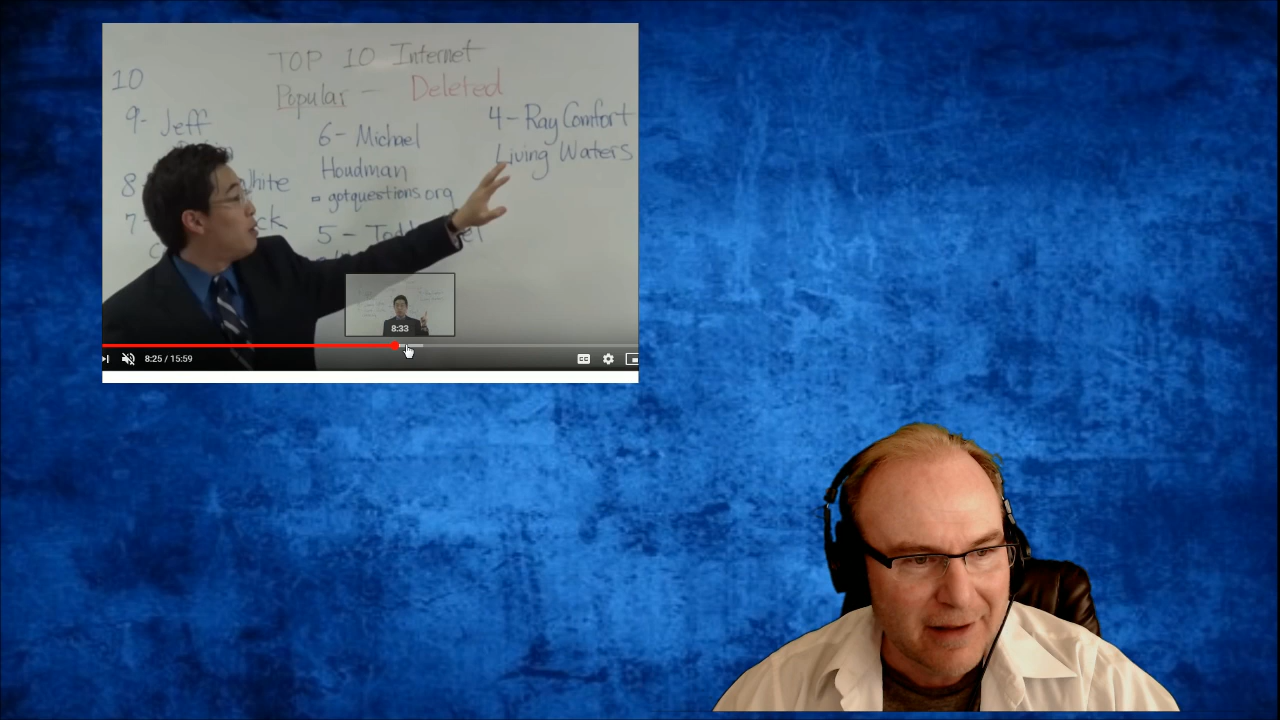 TOP 10 Internet
Popular - Deleted
10
9- Jeff
8
White
7-
ck
6- Michael
Houdman
gotquestions.org
5 -
4- Ray Comfort
Living Waters
8:33
8:25 / 15:59
CC